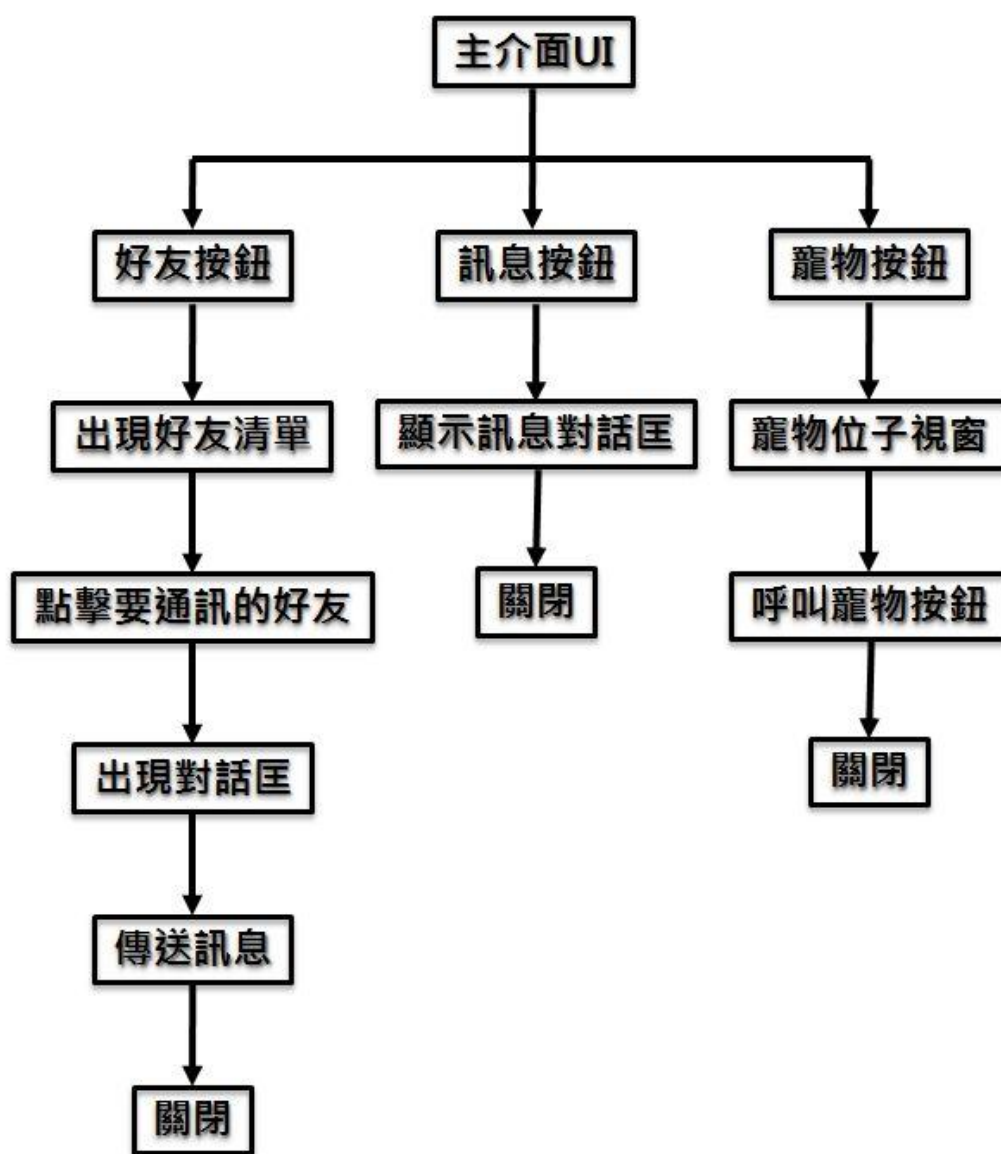 主介面UI
好友按鈕
訊息按鈕
寵物按鈕
出現好友清單
顯示訊息對話匡
寵物位子視窗
點擊要通訊的好友
關閉
呼叫寵物按鈕
出現對話匡
關閉
傳送訊息
關閉